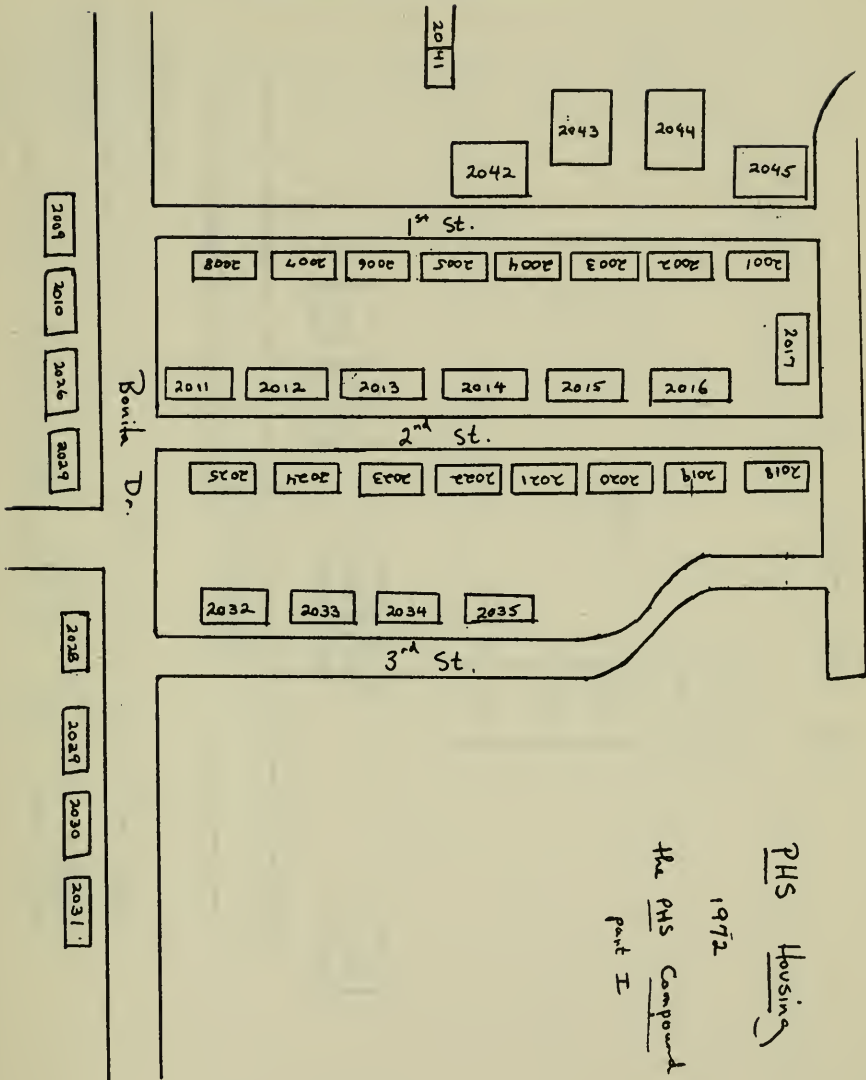 2041
2043
2044
2042
2045
1st St.
2008 2007 2006 2005 2004 2003 2002 2001
2009
2010
2026
2029
2017
2011 2012 2013 2014 2015 2016
Bonita Dr.
2nd St.
2025 2024 2023 2022 2021 2020 2019 2018
2032 2033 2034 2035
3rd St.
2028
2029
2030
2031
PHS Housing
1972
the PHS Compound
part I